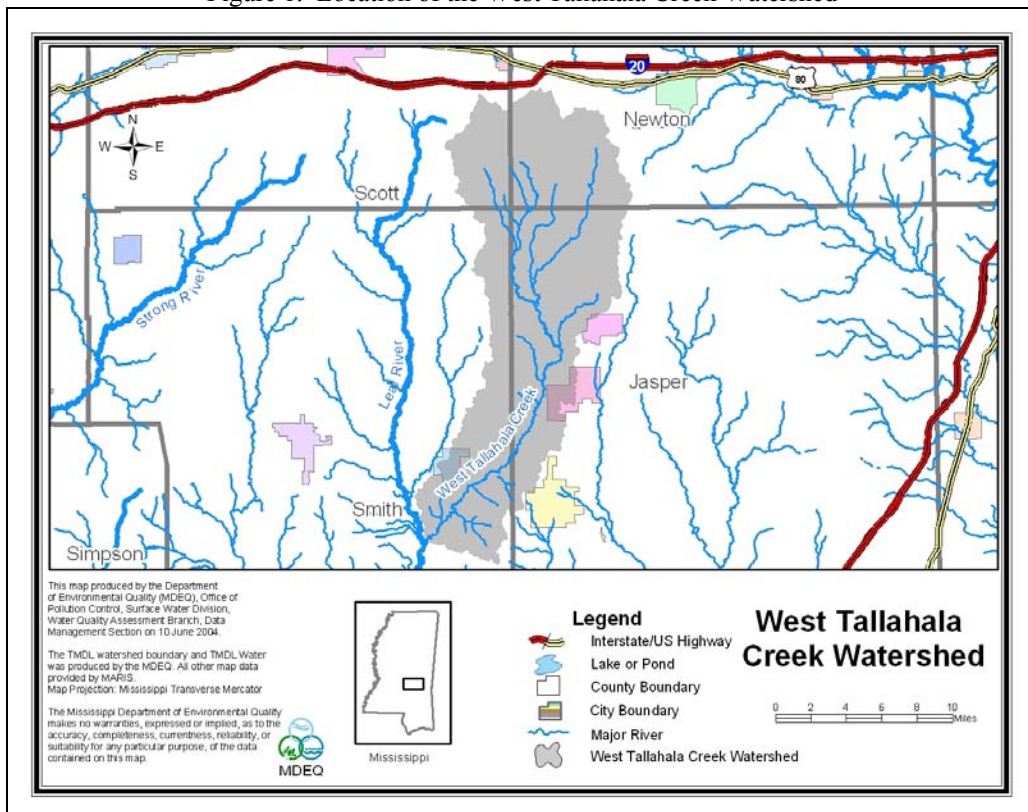 Figure 1. Location of the West Tallahala Creek Watershed
20
80
Newton
N
W E
S
Scott
Strong River
Leaf River
Jasper
West Tallahala Creek
Smith
Simpson
This map produced by the Department
of Environmental Quality (MDEQ), Office of
Pollution Control, Surface Water Division,
Water Quality Assessment Branch, Data
Management Section on 10 June 2004.
The TMDL watershed boundary and TMDL Water
was produced by the MDEQ. All other map data
provided by MARIS.
Map Projection: Mississippi Transverse Mercator
The Mississippi Department of Environmental Quality
makes no warranties, expressed or implied, as to the
accuracy, completeness, currentness, reliability, or
suitability for any particular purpose, of the data
contained on this map.
MDEQ
Mississippi
Legend
Interstate/US Highway
Lake or Pond
County Boundary
City Boundary
Major River
West Tallahala Creek Watershed
West Tallahala
Creek Watershed
0 2 4 6 8 10
Miles